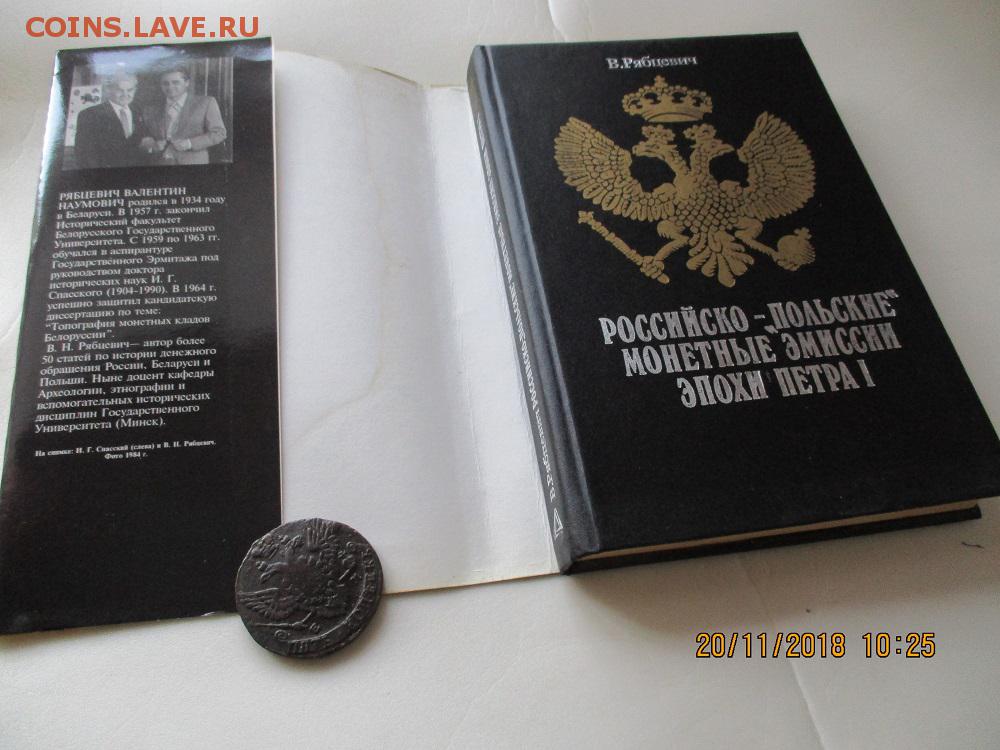 COINS.LAVE.RU
РЯБЦЕВИЧ ВАЛЕНТИН
НАУМОВИЧ родился в 1934 году
в Беларуси. В 1957 г. закончил
Исторический факультет
Белорусского Государственного
Университета. С 1959 по 1963 гг.
обучался в аспирантуре
Государственного Эрмитажа под
руководством доктора
исторических наук И. Г.
Спасского (1904-1990). В 1964 г.
успешно защитил кандидатскую
диссертацию по теме:
"Топография монетных кладов
Белоруссии".
В. Н. Рябцевич— автор более
50 статей по истории денежного
обращения России, Беларуси и
Польши. Ныне доцент кафедры
Археологии, этнографии и
вспомогательных исторических
дисциплин Государственного
Университета (Минск).
На снимке: И. Г. Спасский (слева) и В. Н. Рябцевич.
Фото 1984 г.
В.Рябцевич
РОССИЙСКО-„ПОЛЬСКИЕ"
МОНЕТНЫЕ ЭМИССИИ
ЭПОХИ ПЕТРА I
20/11/2018 10:25